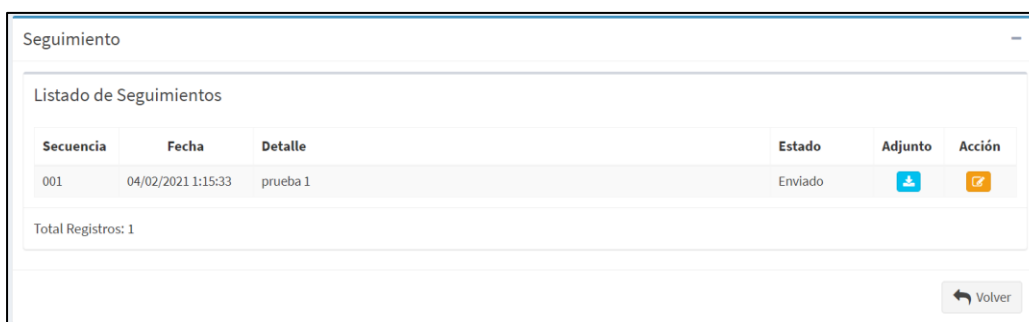 Seguimiento
Listado de Seguimientos
Secuencia Fecha Detalle Estado Adjunto Acción
001 04/02/2021 1:15:33 prueba 1 Enviado
Total Registros: 1
Volver